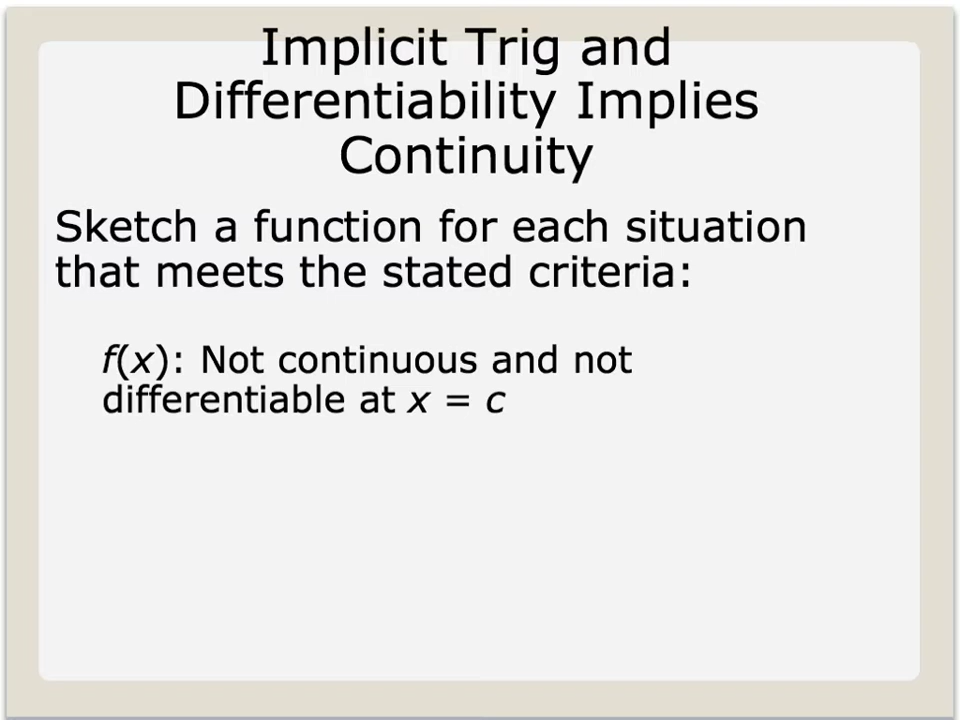 Implicit Trig and
Differentiability Implies
Continuity
Sketch a function for each situation
that meets the stated criteria:
f(x): Not continuous and not
differentiable at x = c